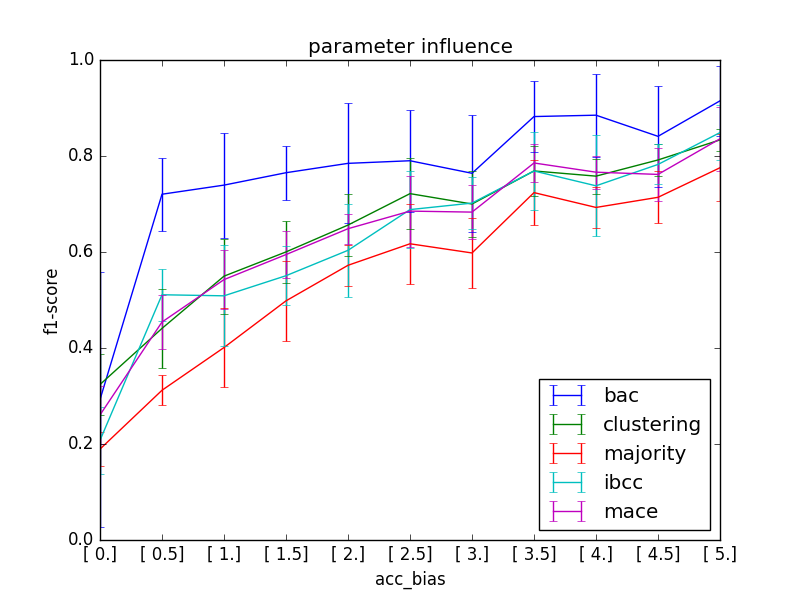 parameter influence
1.0
0.8
0.6
0.4
0.2
0.0
f1-score
bac
clustering
majority
ibcc
mace
[ 0.] [ 0.5] [ 1.] [ 1.5] [ 2.] [ 2.5] [ 3.] [ 3.5] [ 4.] [ 4.5] [ 5.]
acc_bias